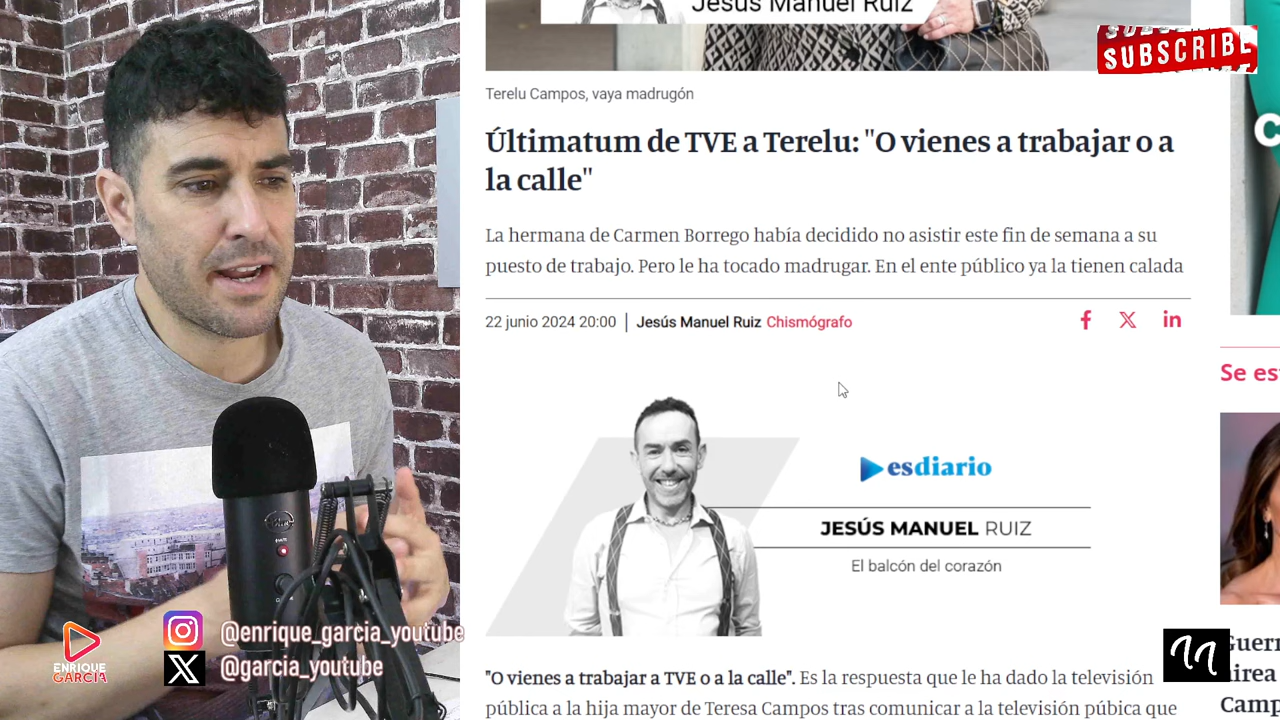 Jesús Manuel Ruiz
SUBSCRIBE
Terelu Campos, vaya madrugón
Últimatum de TVE a Terelu: "O vienes a trabajar o a
la calle"
La hermana de Carmen Borrego había decidido no asistir este fin de semana a su
puesto de trabajo. Pero le ha tocado madrugar. En el ente público ya la tienen calada
22 junio 2024 20:00 | Jesús Manuel Ruiz Chismógrafo
Se es
esdiario
JESÚS MANUEL RUIZ
El balcón del corazón
@enrique_garcia_youtube
@garcia_youtube
ENRIQUE
GARCIA
"O vienes a trabajar a TVE o a la calle". Es la respuesta que le ha dado la televisión
pública a la hija mayor de Teresa Campos tras comunicar a la televisión púbica que
Guerr
airea
Camp